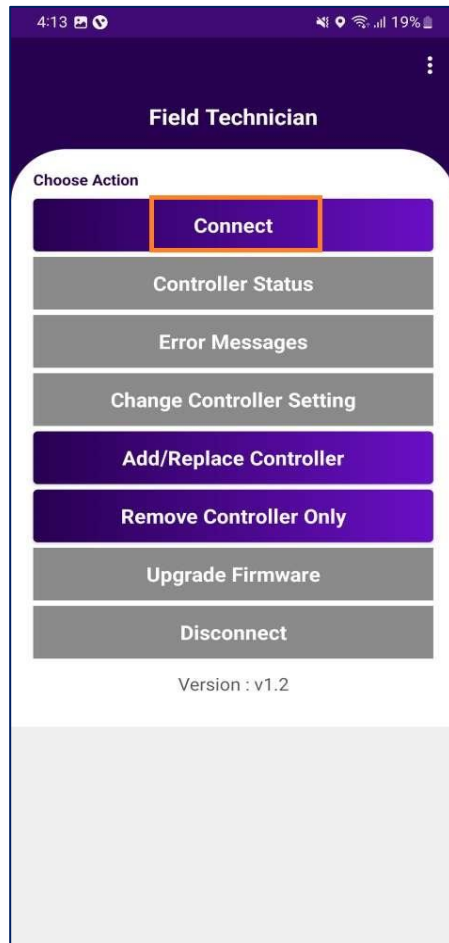 4:13
19%
Field Technician
Choose Action
Connect
Controller Status
Error Messages
Change Controller Setting
Add/Replace Controller
Remove Controller Only
Upgrade Firmware
Disconnect
Version : v1.2